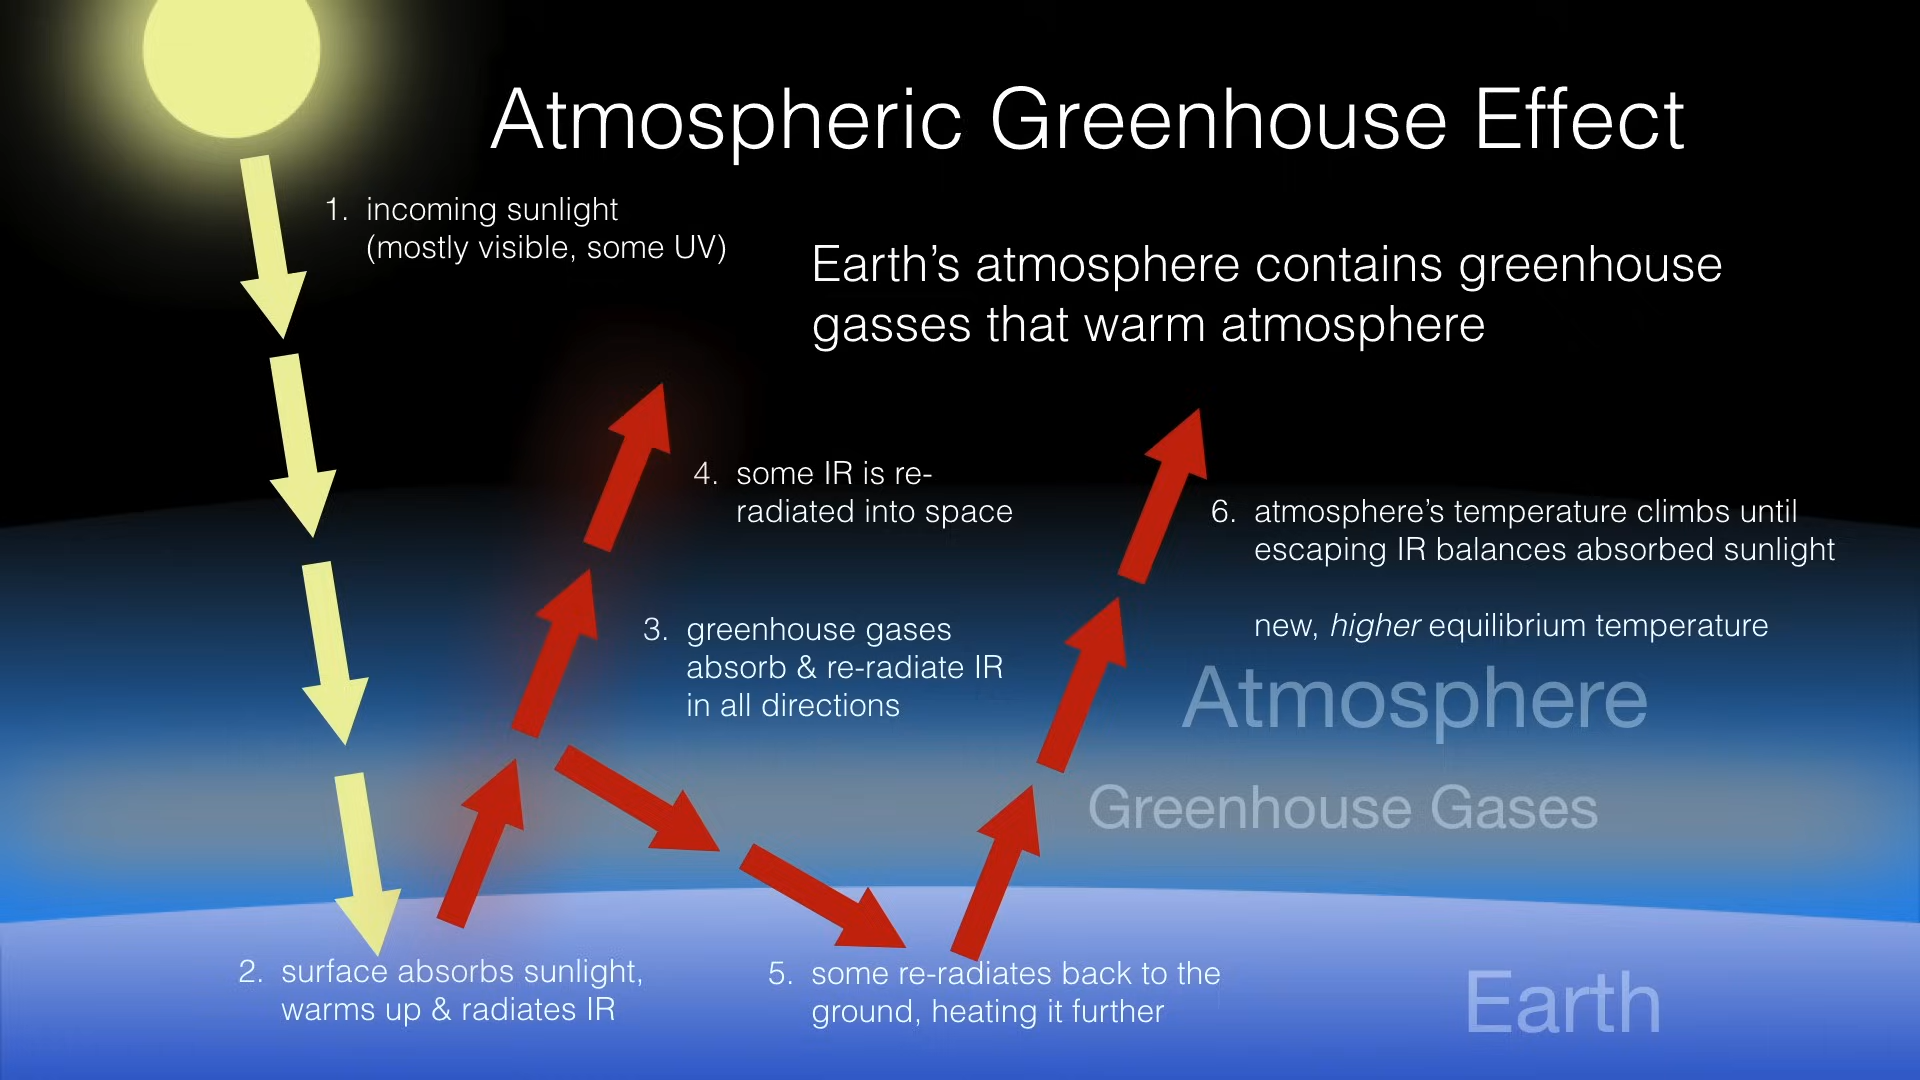 Atmospheric Greenhouse Effect
1. incoming sunlight
(mostly visible, some UV)
Earth’s atmosphere contains greenhouse
gasses that warm atmosphere
4. some IR is re-
radiated into space
6. atmosphere’s temperature climbs until
escaping IR balances absorbed sunlight
new, higher equilibrium temperature
3. greenhouse gases
absorb & re-radiate IR
in all directions
Atmosphere
Greenhouse Gases
2. surface absorbs sunlight,
warms up & radiates IR
5. some re-radiates back to the
ground, heating it further
Earth